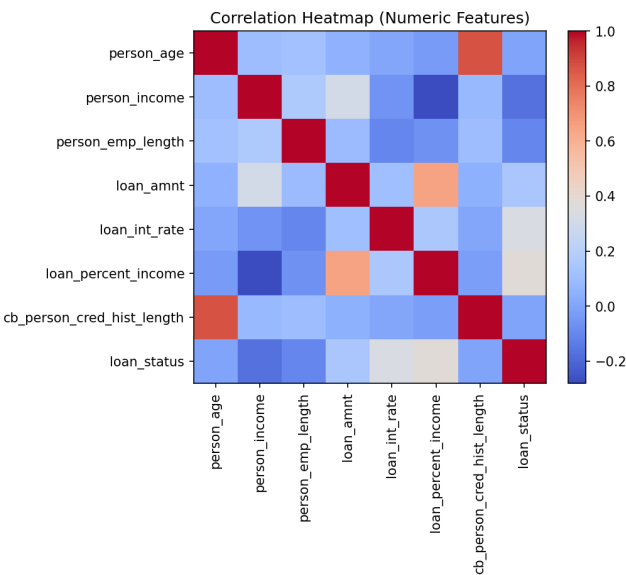 Correlation Heatmap (Numeric Features)
person_age
person_income
person_emp_length
loan_amnt
loan_int_rate
loan_percent_income
cb_person_cred_hist_length
loan_status
person_age
person_income
person_emp_length
loan_amnt
loan_int_rate
loan_percent_income
cb_person_cred_hist_length
loan_status
1.0
0.8
0.6
0.4
0.2
0.0
−0.2